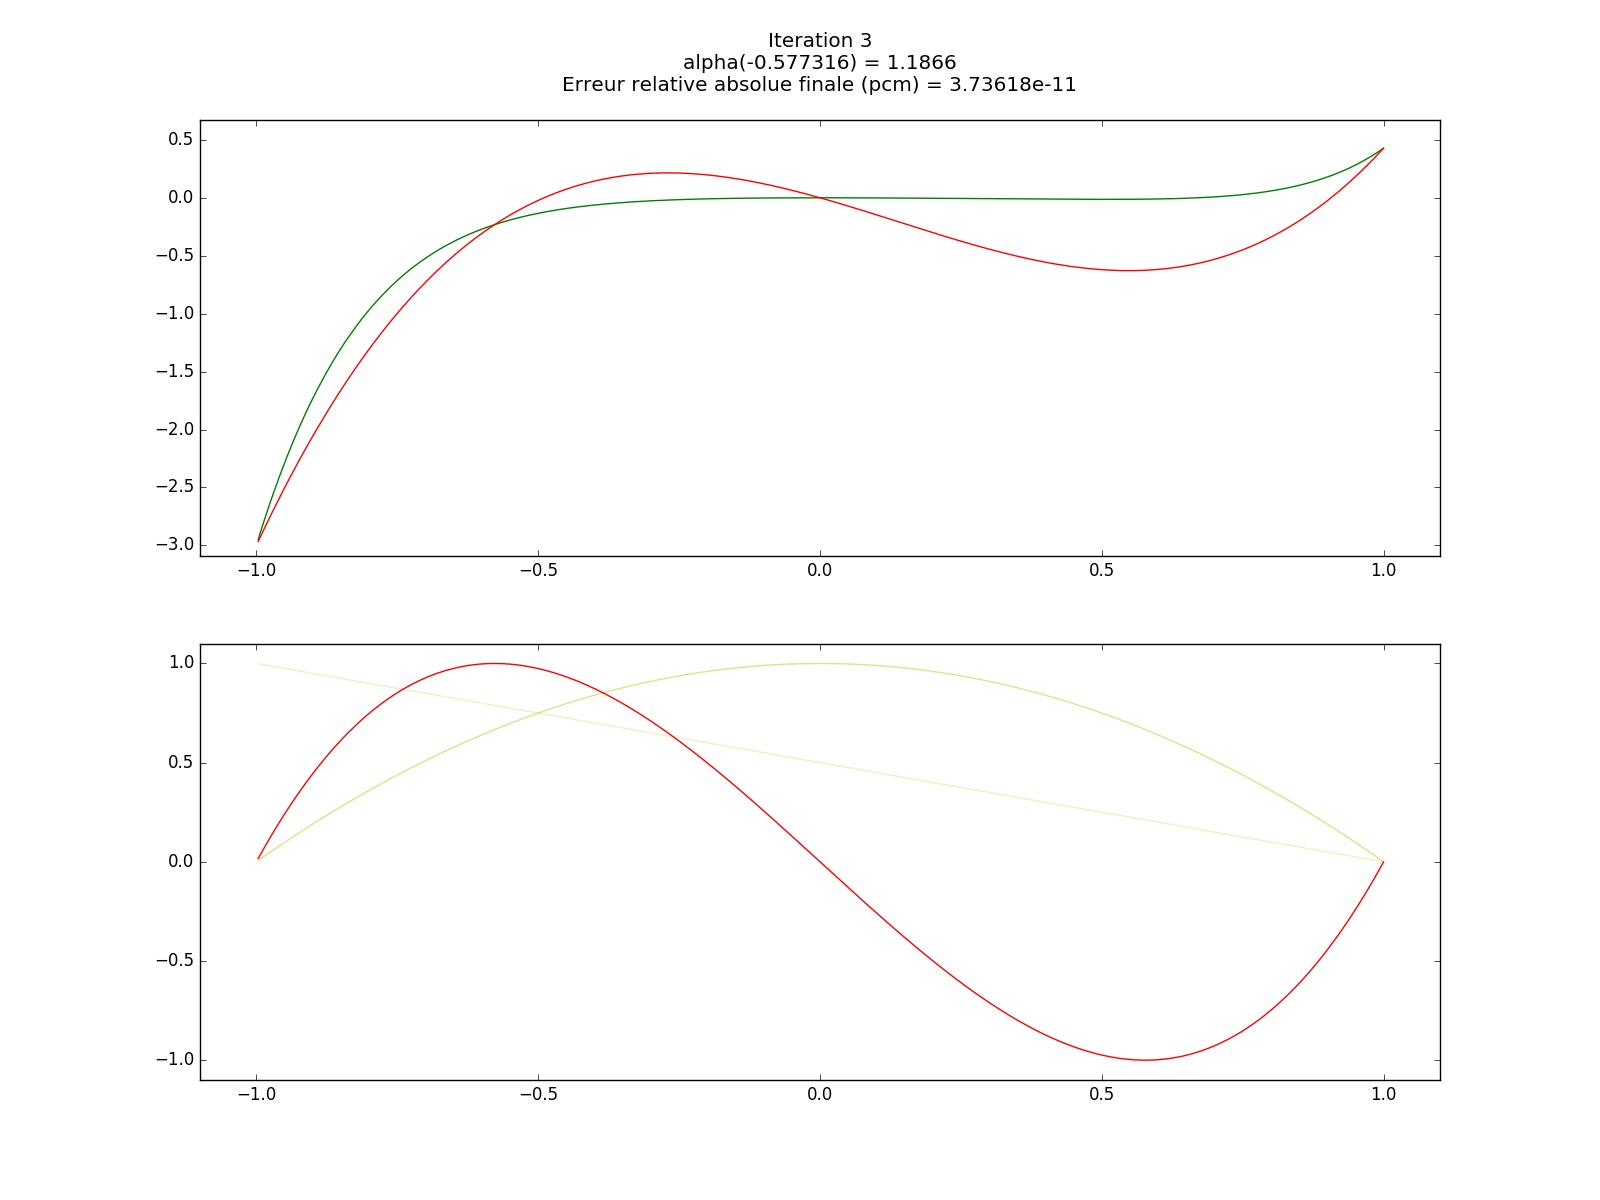 Iteration 3
alpha(-0.577316) = 1.1866
Erreur relative absolue finale (pcm) = 3.73618e-11
0.5
0.0
−0.5
−1.0
−1.5
−2.0
−2.5
−3.0
−1.0 −0.5 0.0 0.5 1.0
1.0
0.5
0.0
−0.5
−1.0
−1.0 −0.5 0.0 0.5 1.0